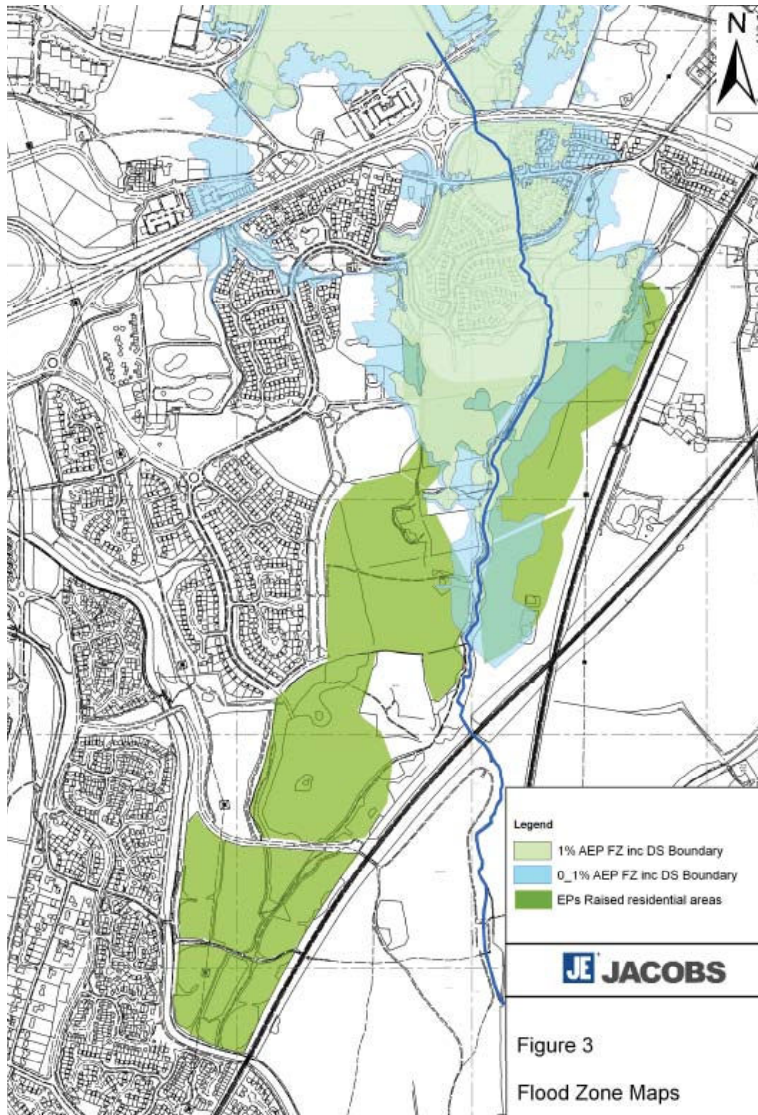 N
Legend
1% AEP FZ inc DS Boundary
0_1% AEP FZ inc DS Boundary
EPs Raised residential areas
JE JACOBS
Figure 3
Flood Zone Maps